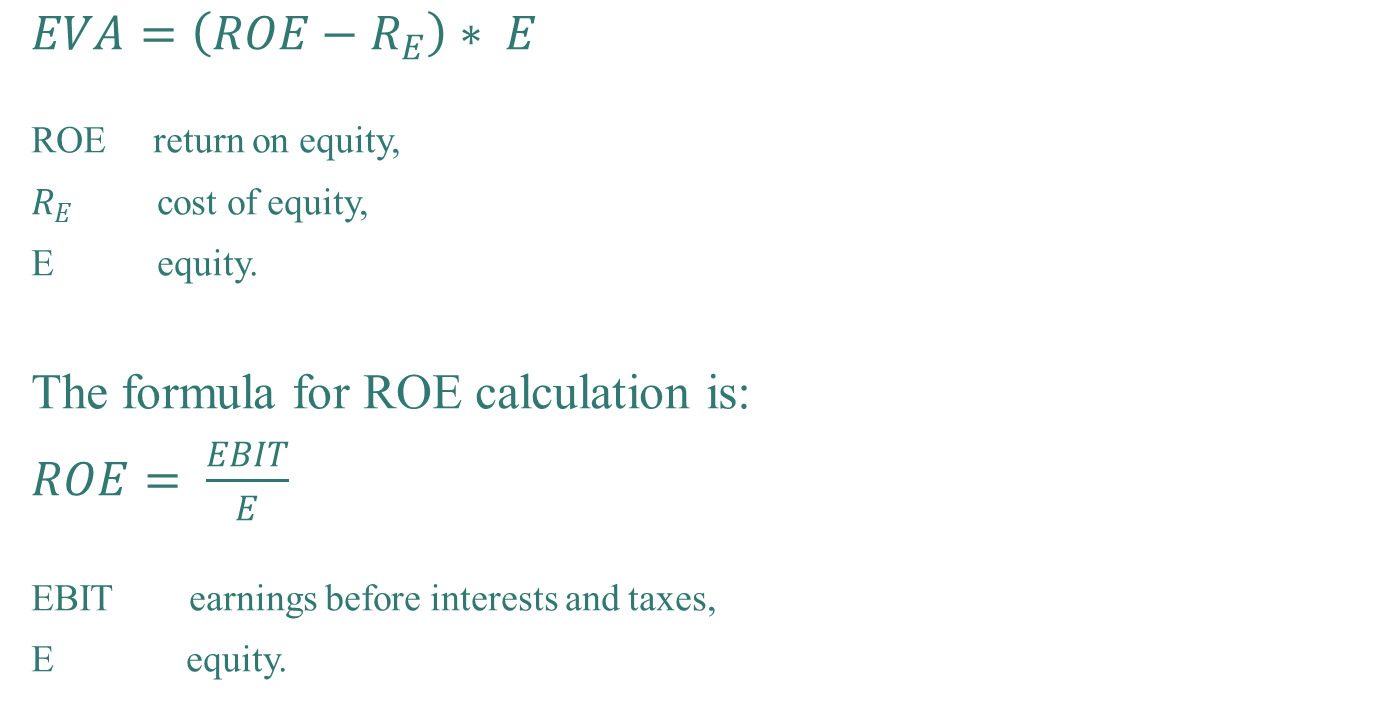 EVA = (ROE − R_E) ∗ E
ROE return on equity,
R_E cost of equity,
E equity.
The formula for ROE calculation is:
ROE = EBIT / E
EBIT earnings before interests and taxes,
E equity.